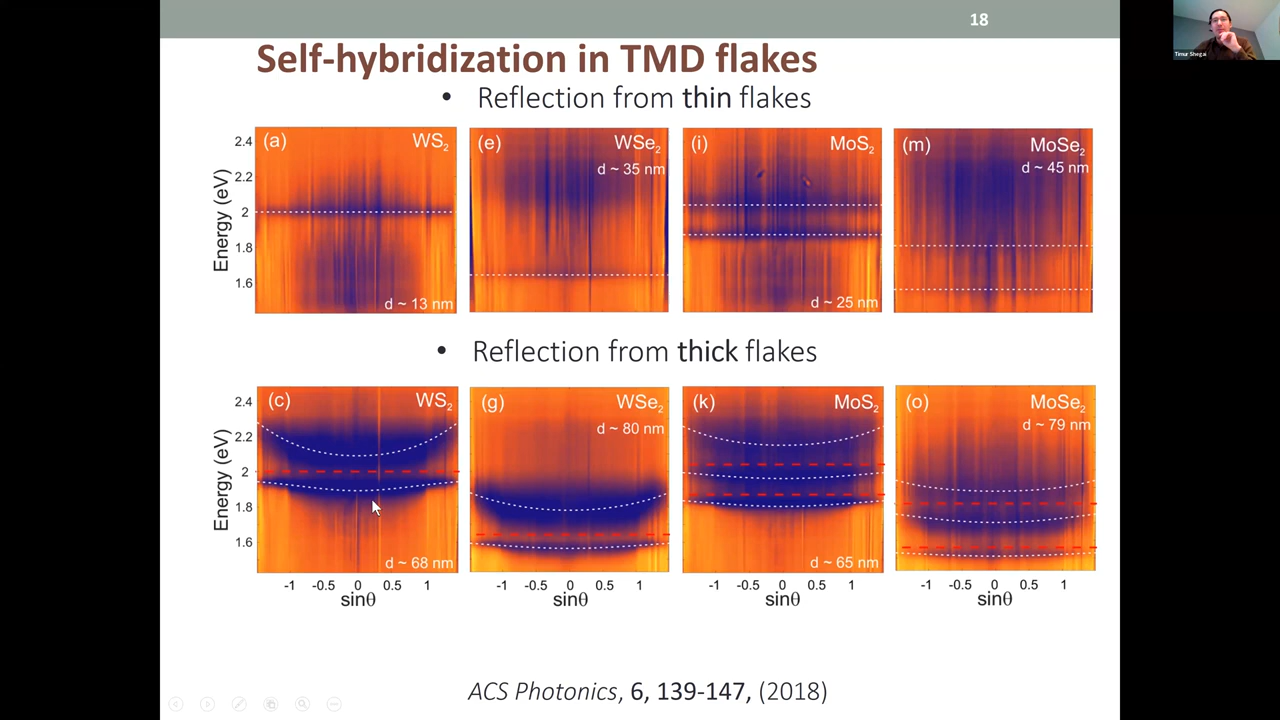 18
Timur Shegai
Self-hybridization in TMD flakes
• Reflection from thin flakes
(a) WS2
d ~ 13 nm
(e) WSe2
d ~ 35 nm
(i) MoS2
d ~ 25 nm
(m) MoSe2
d ~ 45 nm
Energy (eV)
2.4
2.2
2
1.8
1.6
• Reflection from thick flakes
(c) WS2
d ~ 68 nm
(g) WSe2
d ~ 80 nm
(k) MoS2
d ~ 65 nm
(o) MoSe2
d ~ 79 nm
Energy (eV)
2.4
2.2
2
1.8
1.6
-1 -0.5 0 0.5 1
sinθ
-1 -0.5 0 0.5 1
sinθ
-1 -0.5 0 0.5 1
sinθ
-1 -0.5 0 0.5 1
sinθ
ACS Photonics, 6, 139-147, (2018)